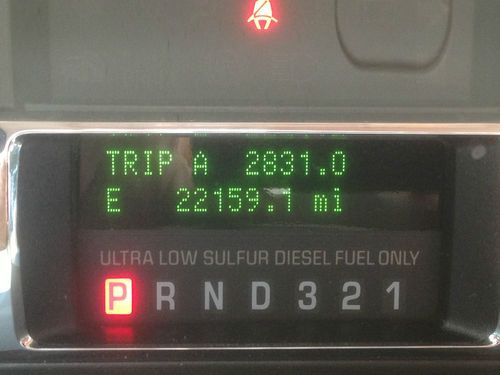 TRIP A 2831.0
E 22159.1 mi
ULTRA LOW SULFUR DIESEL FUEL ONLY
P R N D 3 2 1